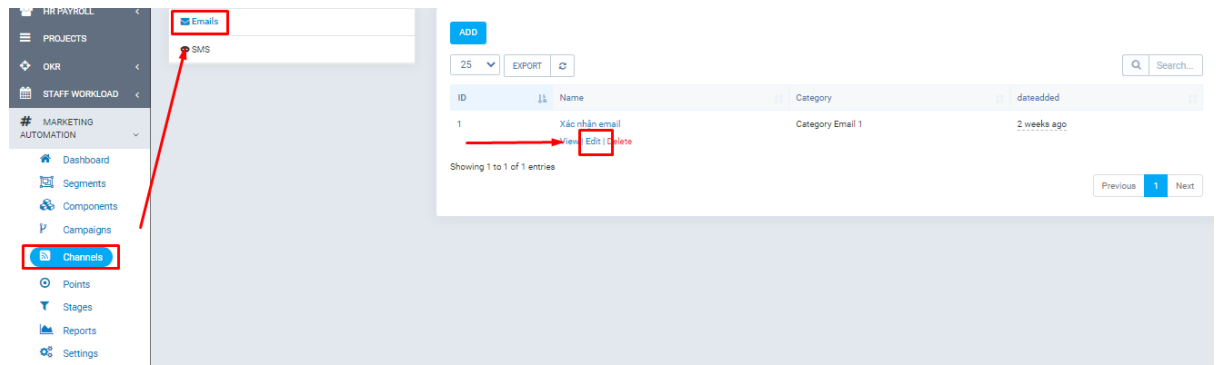 HR PAYROLL
PROJECTS
OKR
STAFF WORKLOAD
MARKETING
AUTOMATION
Dashboard
Segments
Components
Campaigns
Channels
Points
Stages
Reports
Settings
Emails
SMS
ADD
25 EXPORT Search...
ID Name Category dateadded
1 Xác nhận email Category Email 1 2 weeks ago
View | Edit | Delete
Showing 1 to 1 of 1 entries
Previous 1 Next